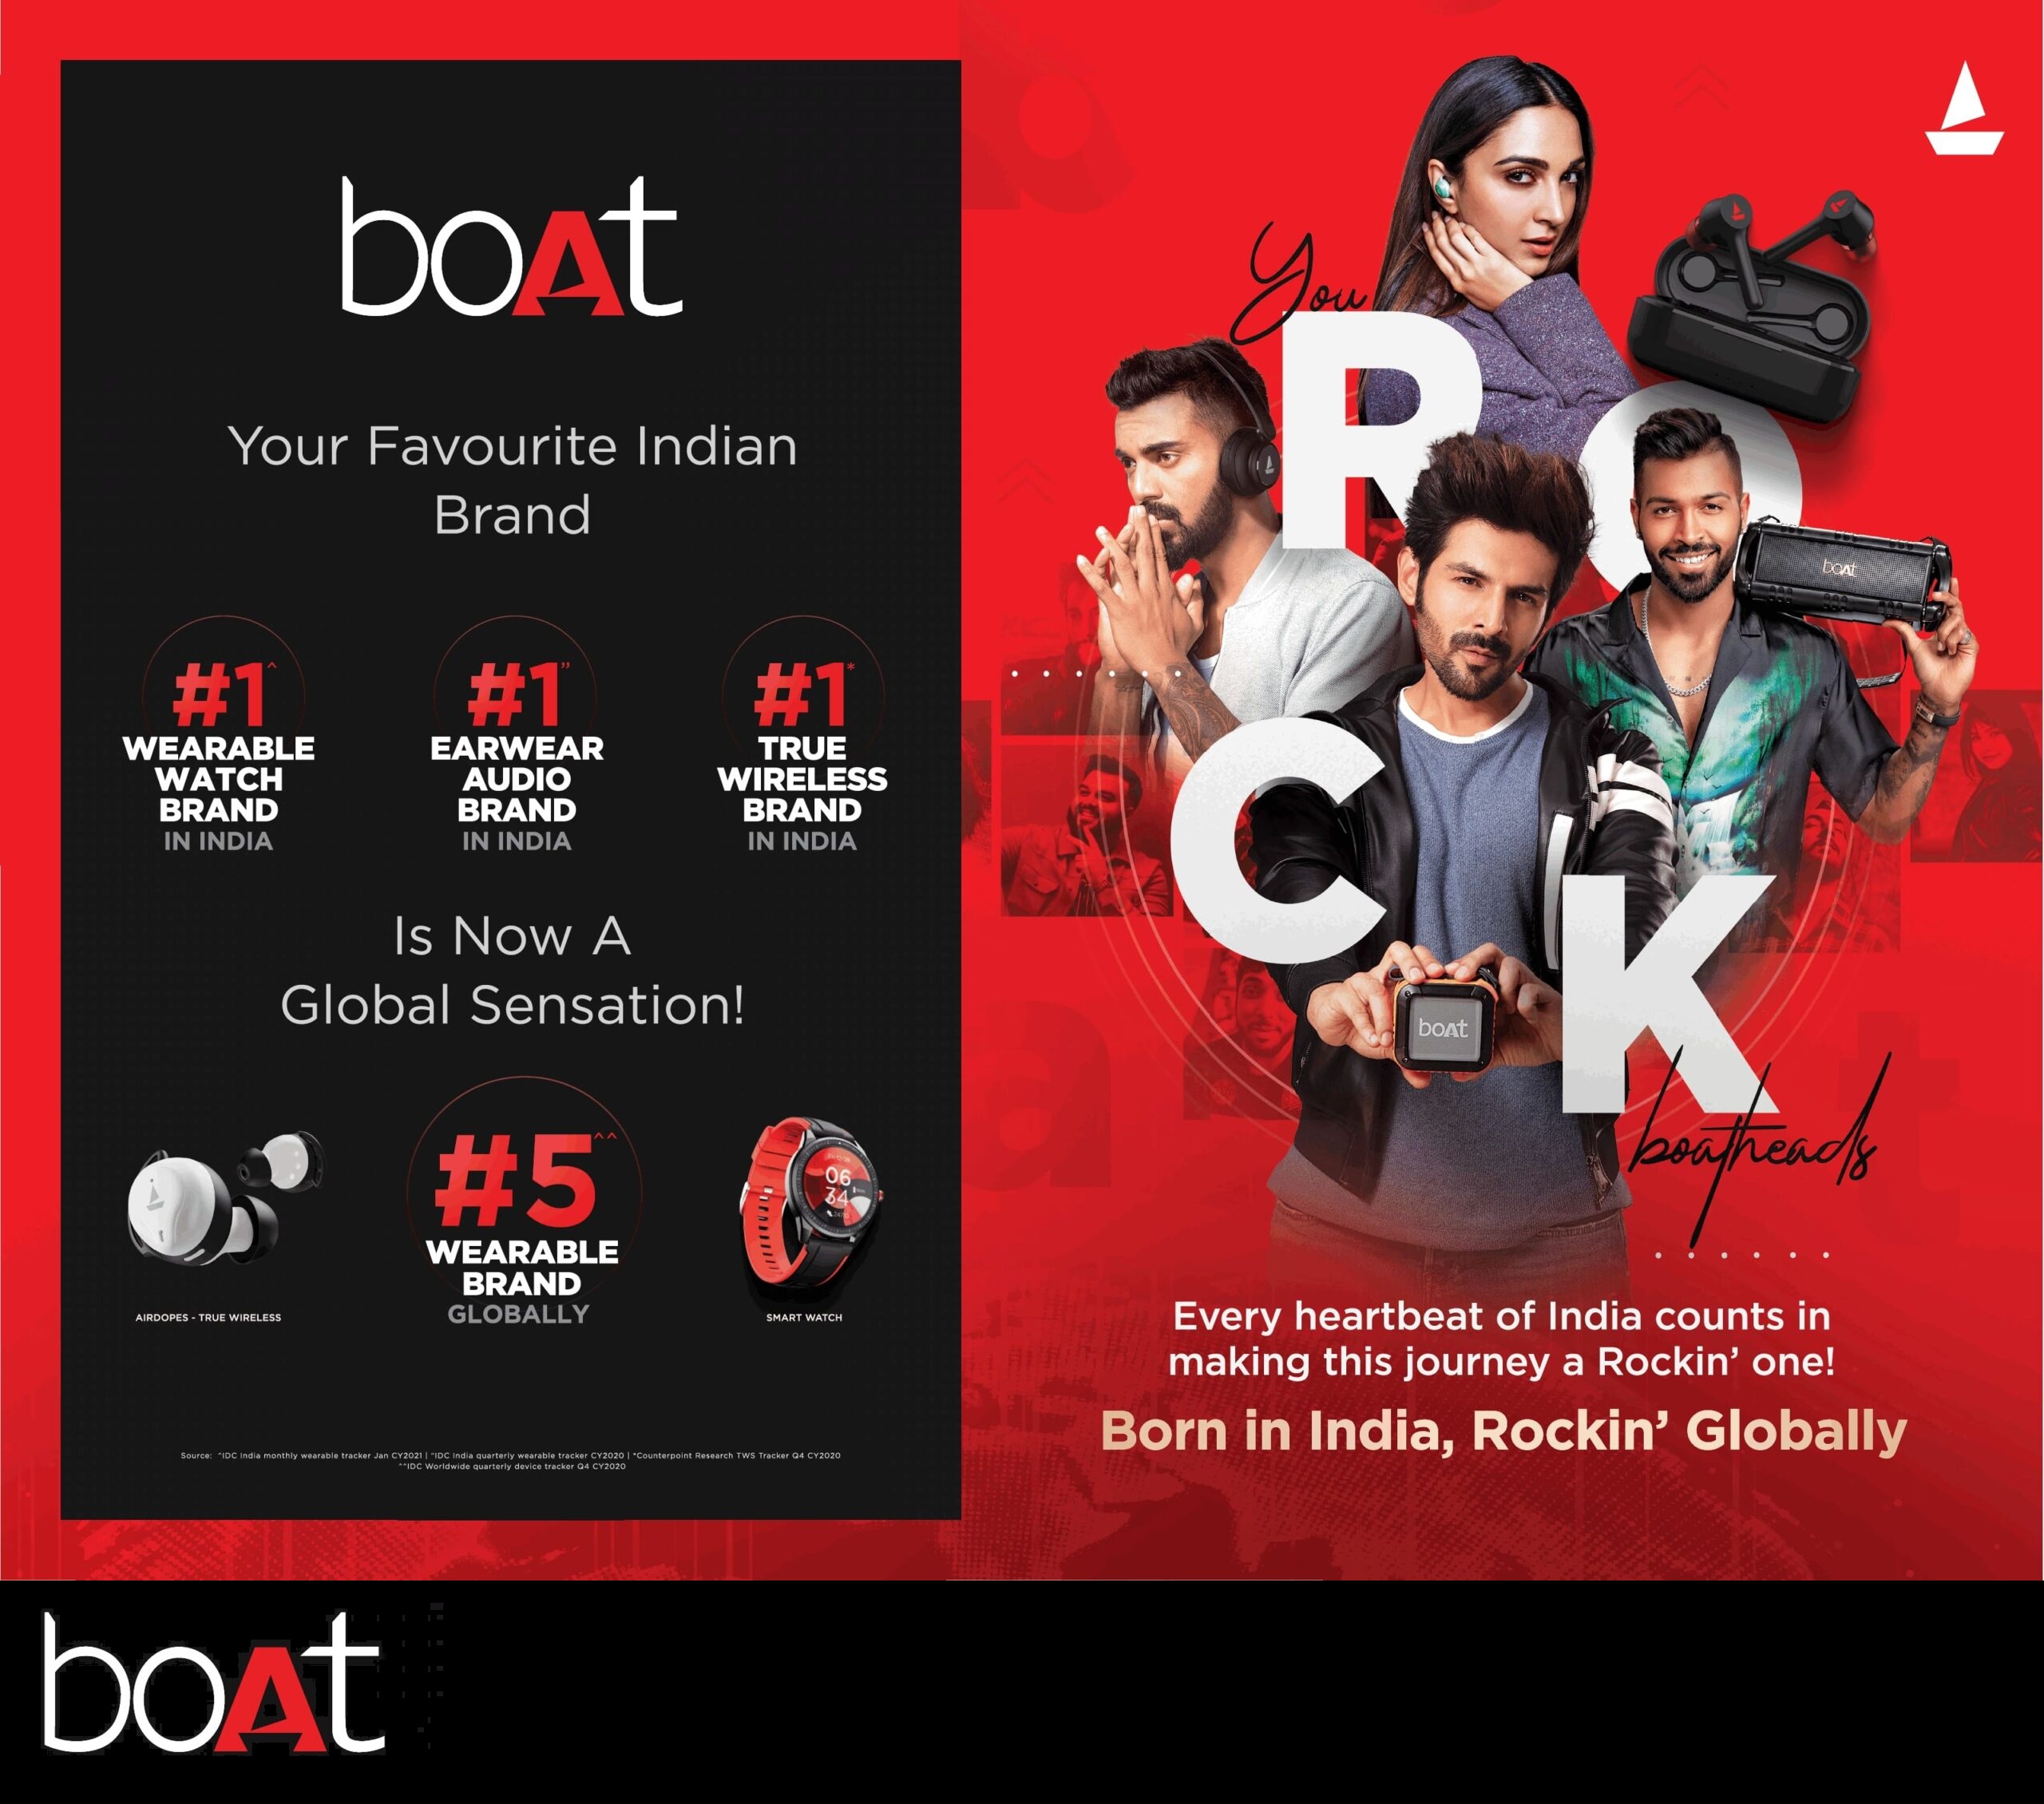 boAt
Your Favourite Indian
Brand
#1^
WEARABLE
WATCH
BRAND
IN INDIA
#1"
EARWEAR
AUDIO
BRAND
IN INDIA
#1*
TRUE
WIRELESS
BRAND
IN INDIA
Is Now A
Global Sensation!
#5^^
WEARABLE
BRAND
GLOBALLY
06
34
AIRDOPES - TRUE WIRELESS
SMART WATCH
Source: ^IDC India monthly wearable tracker Jan CY2021 | "IDC India quarterly wearable tracker CY2020 | *Counterpoint Research TWS Tracker Q4 CY2020
^^IDC Worldwide quarterly device tracker Q4 CY2020
You
ROCK
boAt
boAt
boatheads
Every heartbeat of India counts in
making this journey a Rockin' one!
Born in India, Rockin' Globally
boAt